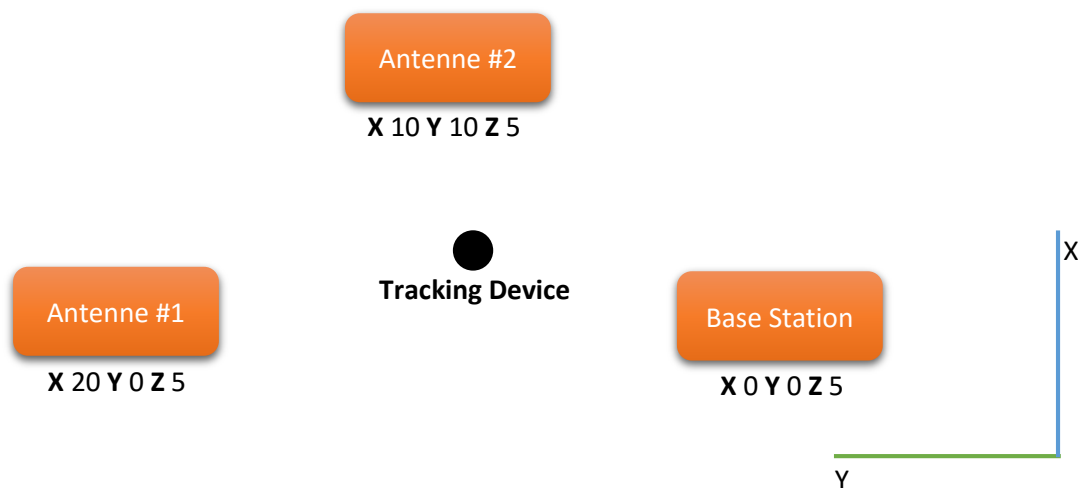 Antenne #2
X 10 Y 10 Z 5
X
Tracking Device
Antenne #1
Base Station
X 20 Y 0 Z 5
X 0 Y 0 Z 5
Y